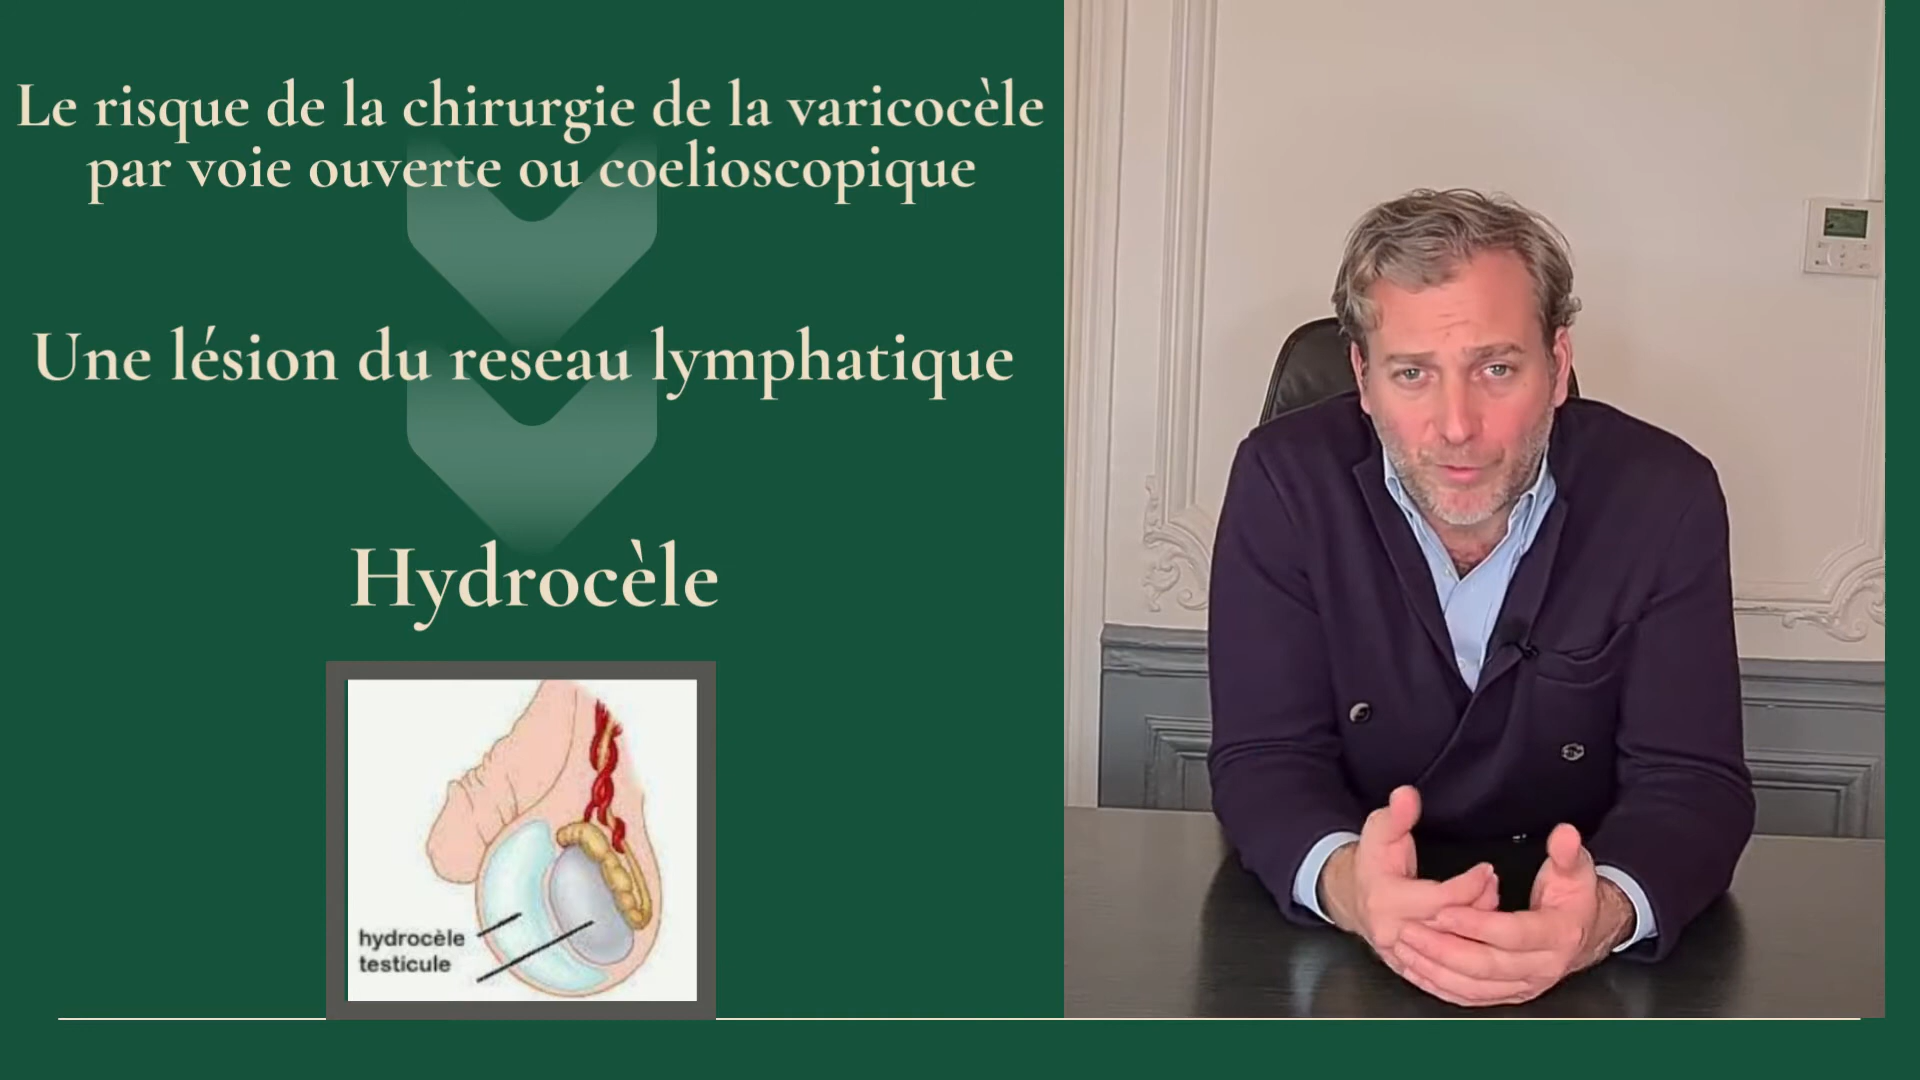 Le risque de la chirurgie de la varicocèle
par voie ouverte ou coelioscopique
Une lésion du reseau lymphatique
Hydrocèle
hydrocèle
testicule